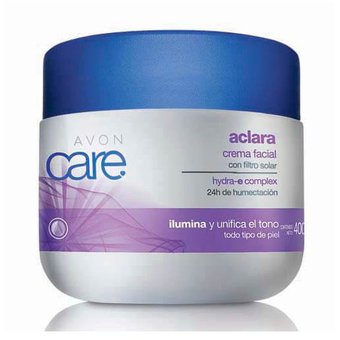 AVON
care
aclara
crema facial
con filtro solar
hydra-e complex
24h de humectación
ilumina y unifica el tono
todo tipo de piel
400